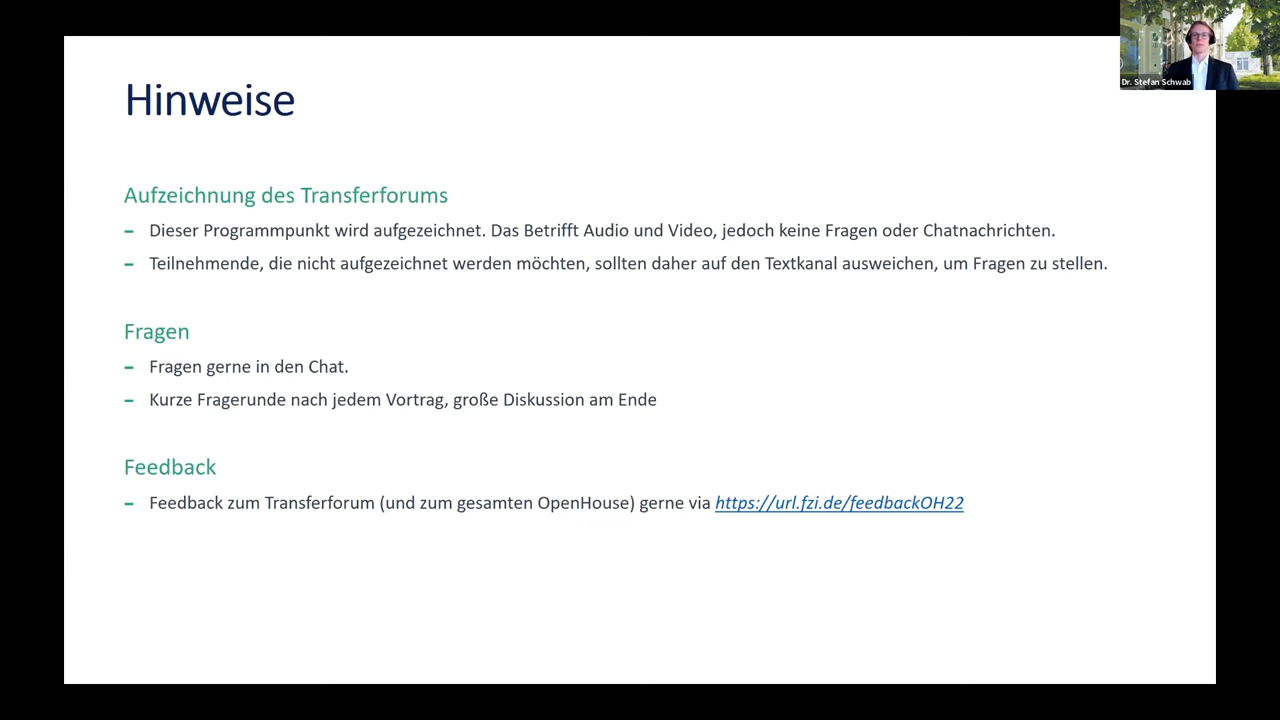 Hinweise
Dr. Stefan Schwab
Aufzeichnung des Transferforums
– Dieser Programmpunkt wird aufgezeichnet. Das Betrifft Audio und Video, jedoch keine Fragen oder Chatnachrichten.
– Teilnehmende, die nicht aufgezeichnet werden möchten, sollten daher auf den Textkanal ausweichen, um Fragen zu stellen.
Fragen
– Fragen gerne in den Chat.
– Kurze Fragerunde nach jedem Vortrag, große Diskussion am Ende
Feedback
– Feedback zum Transferforum (und zum gesamten OpenHouse) gerne via https://url.fzi.de/feedbackOH22